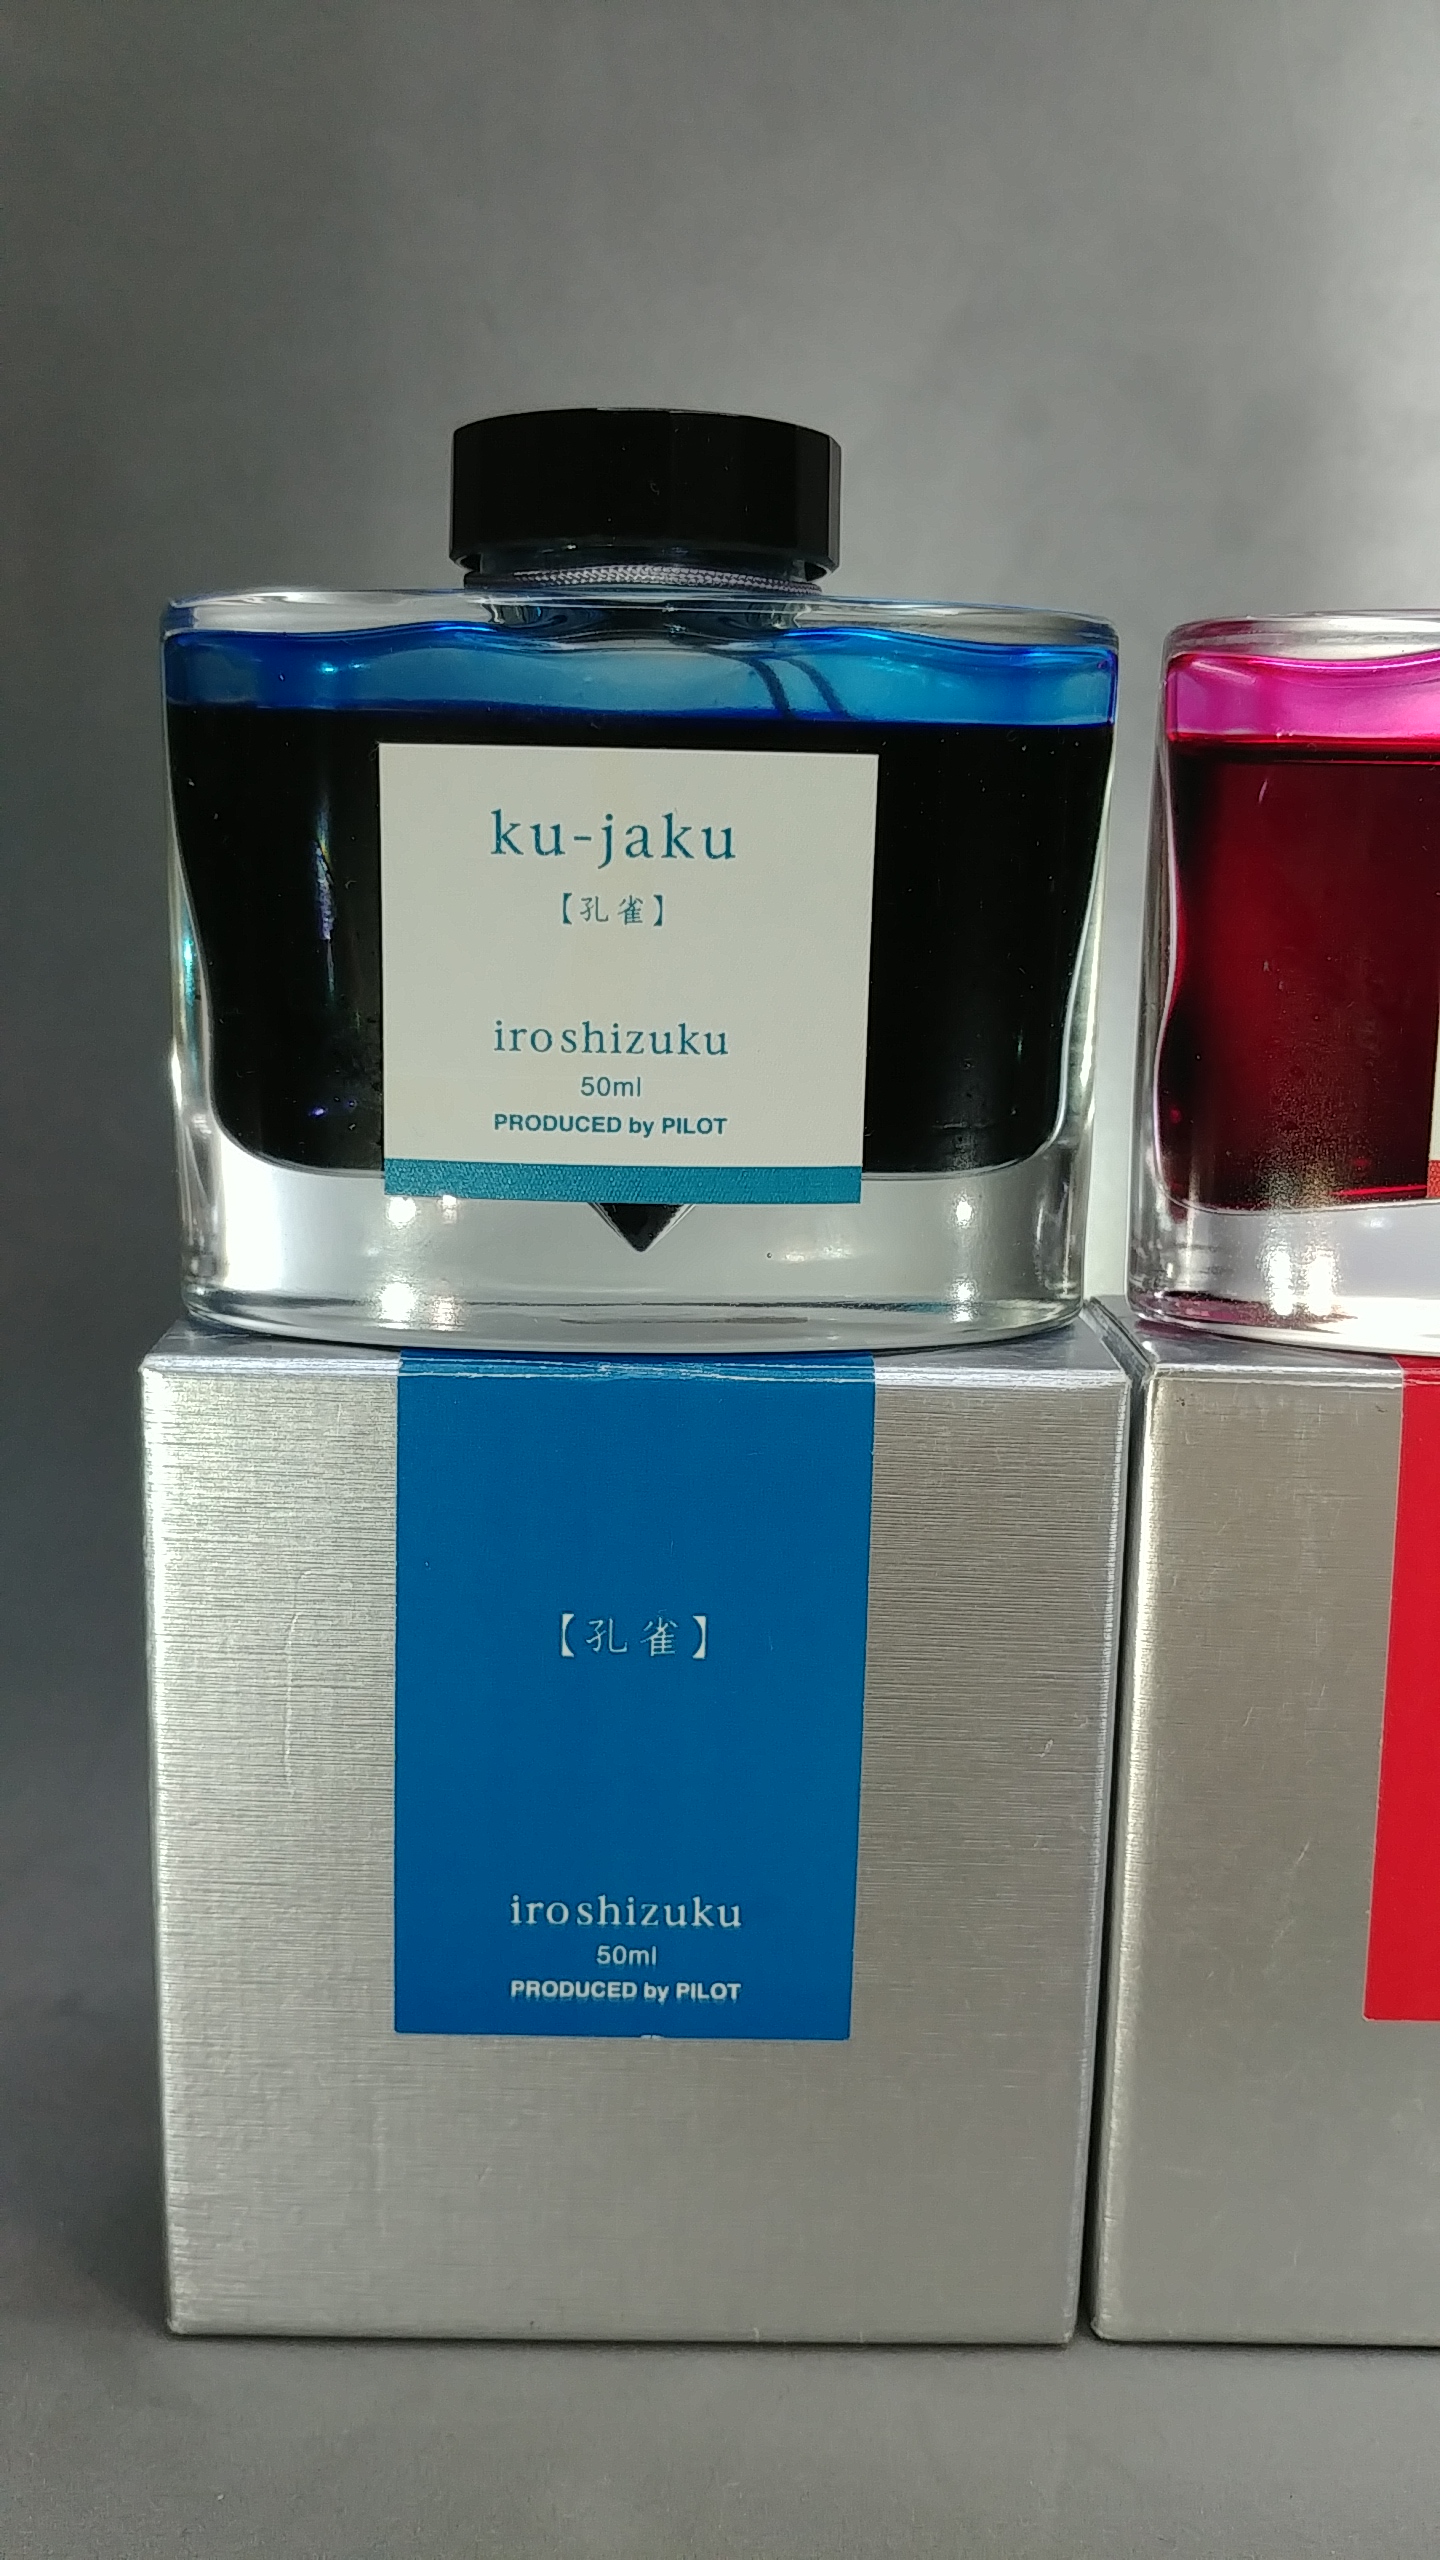 ku-jaku
【孔雀】
iroshizuku
50ml
PRODUCED by PILOT
【孔雀】
iroshizuku
50ml
PRODUCED by PILOT